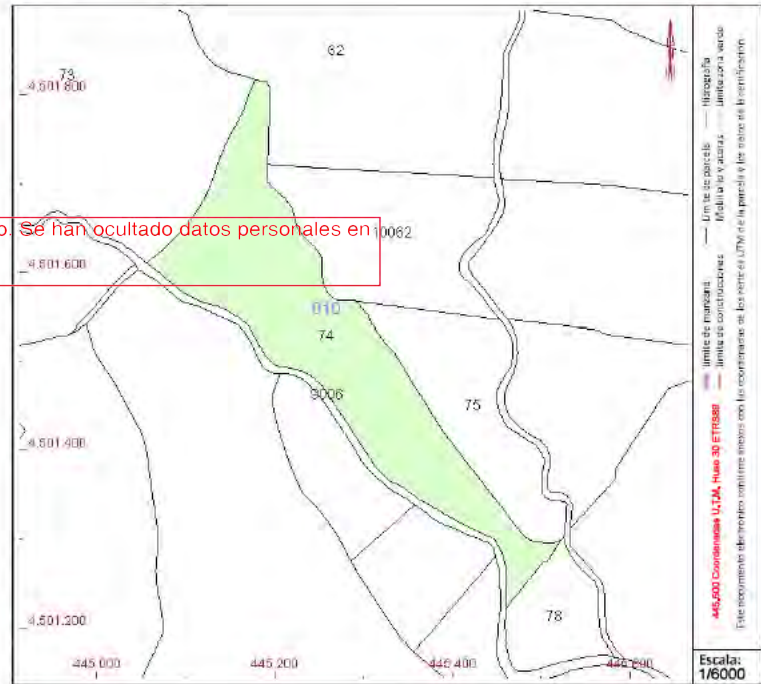 62
73
4,501.800
o. Se han ocultado datos personales en
10062
4,501.600
010
74
9006
75
4,501.400
78
4,501.200
445.000
445.200
445.400
445.600
límite de manzana
límite de construcciones
Límite de parcela
Mobiliario y aceras
Hidrografía
Límite zona verde
445,600 Coordenadas U.T.M. Huso 30 ETRS89
Este documento electrónico contiene anexos con las coordenadas de los vértices UTM de la parcela y los datos de la certificación
Escala:
1/6000